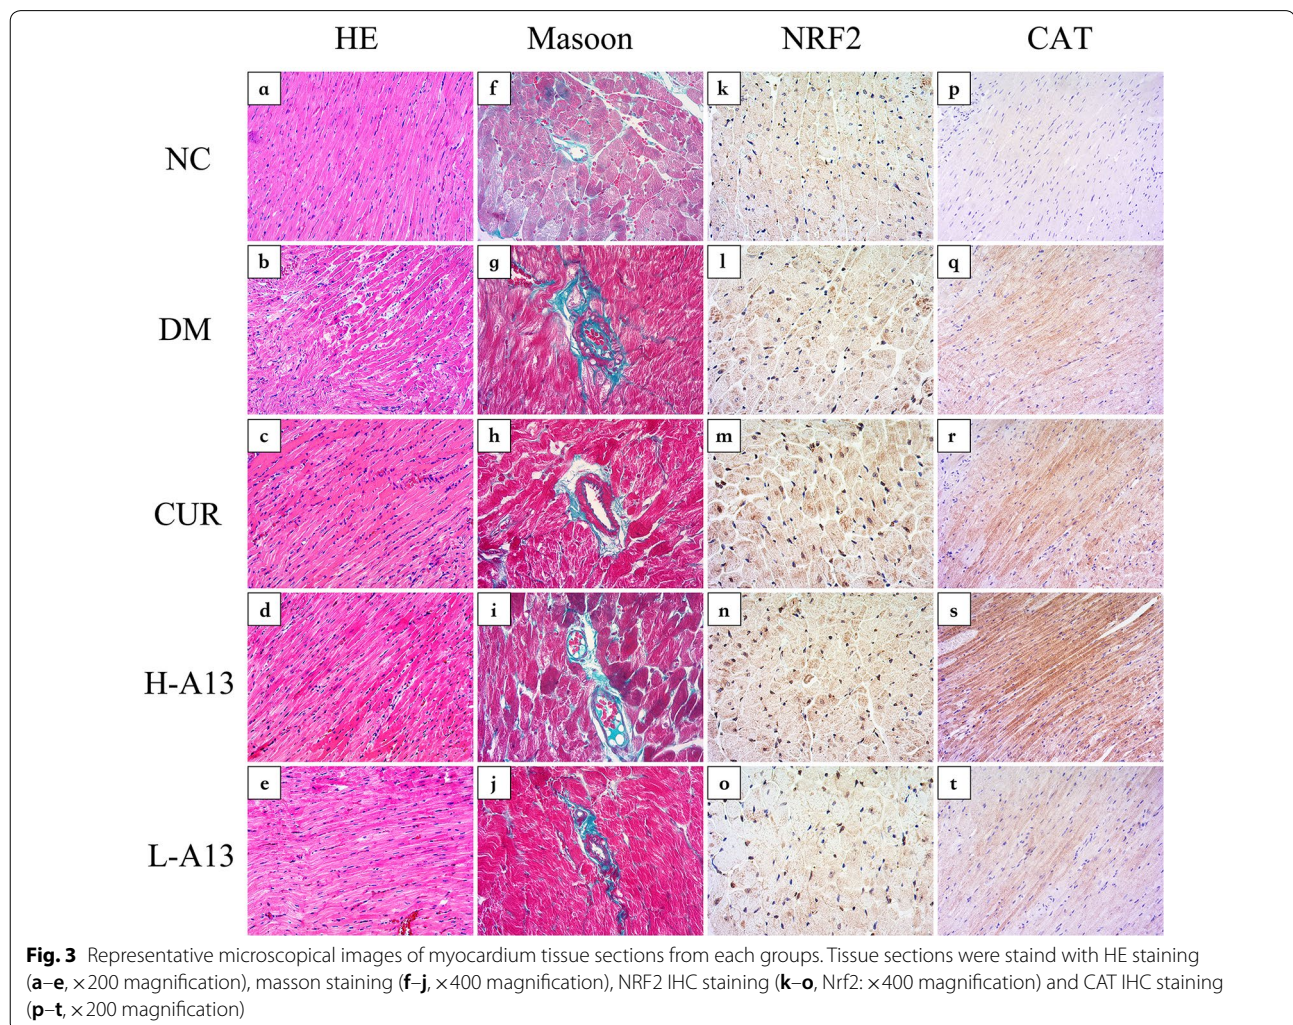 HE Masoon NRF2 CAT
NC a f k p
DM b g l q
CUR c h m r
H-A13 d i n s
L-A13 e j o t
Fig. 3 Representative microscopical images of myocardium tissue sections from each groups. Tissue sections were staind with HE staining
(a–e, ×200 magnification), masson staining (f–j, ×400 magnification), NRF2 IHC staining (k–o, Nrf2: ×400 magnification) and CAT IHC staining
(p–t, ×200 magnification)